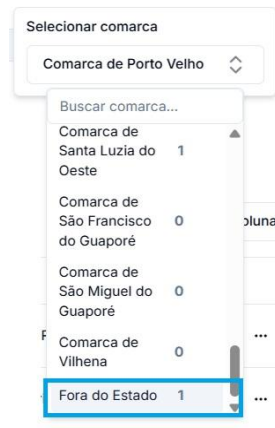 Selecionar comarca
Comarca de Porto Velho
Buscar comarca...
Comarca de
Santa Luzia do 1
Oeste
Comarca de
São Francisco 0
do Guaporé
Comarca de
São Miguel do 0
Guaporé
Comarca de 0
Vilhena
Fora do Estado 1